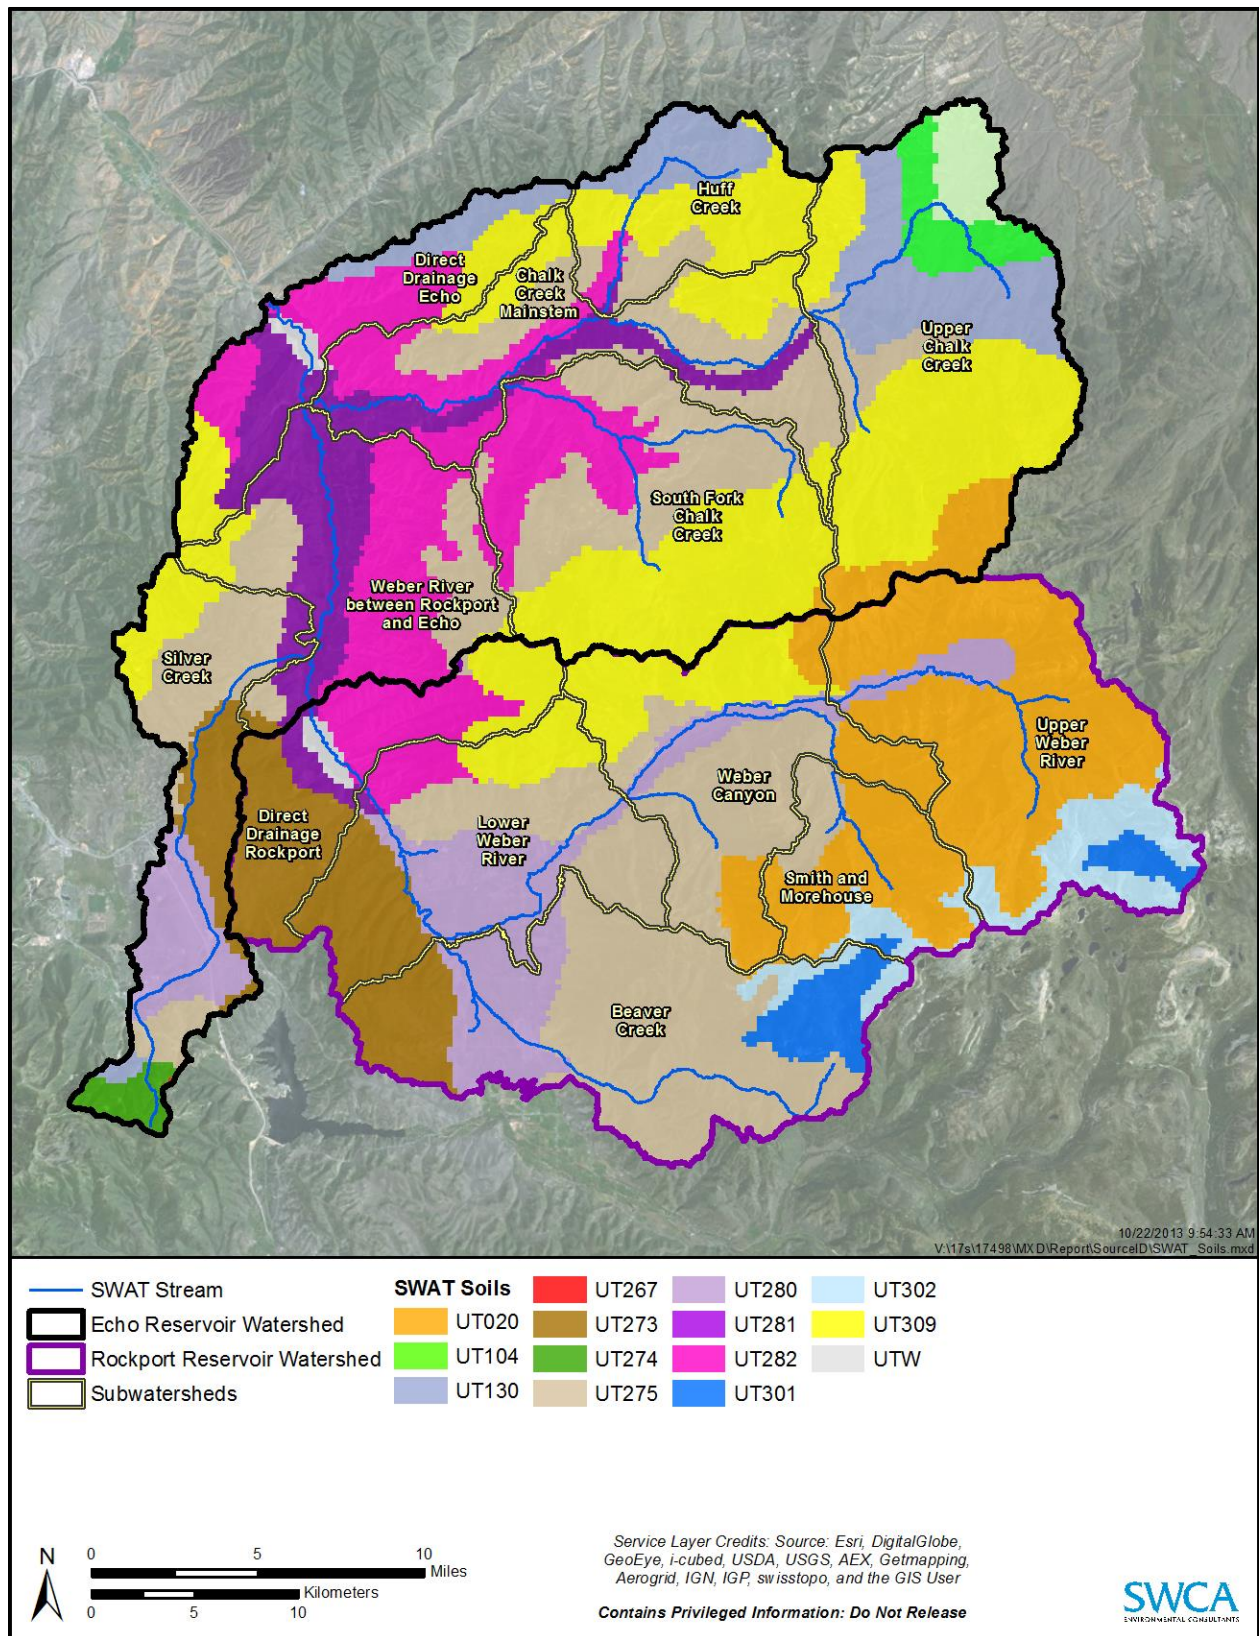 Huff
Creek
Direct
Drainage
Echo
Chalk
Creek
Mainstem
Upper
Chalk
Creek
South Fork
Chalk
Creek
Weber River
between Rockport
and Echo
Silver
Creek
Upper
Weber
River
Weber
Canyon
Direct
Drainage
Rockport
Lower
Weber
River
Smith and
Morehouse
Beaver
Creek
10/22/2013 9:54:33 AM
V:\17s\17498\MXD\Report\SourceID\SWAT_Soils.mxd
SWAT Stream
Echo Reservoir Watershed
Rockport Reservoir Watershed
Subwatersheds
SWAT Soils
UT020
UT104
UT130
UT267
UT273
UT274
UT275
UT280
UT281
UT282
UT301
UT302
UT309
UTW
N
0 5 10
Miles
Kilometers
0 5 10
Service Layer Credits: Source: Esri, DigitalGlobe,
GeoEye, i-cubed, USDA, USGS, AEX, Getmapping,
Aerogrid, IGN, IGP, swisstopo, and the GIS User
Contains Privileged Information: Do Not Release
SWCA
ENVIRONMENTAL CONSULTANTS